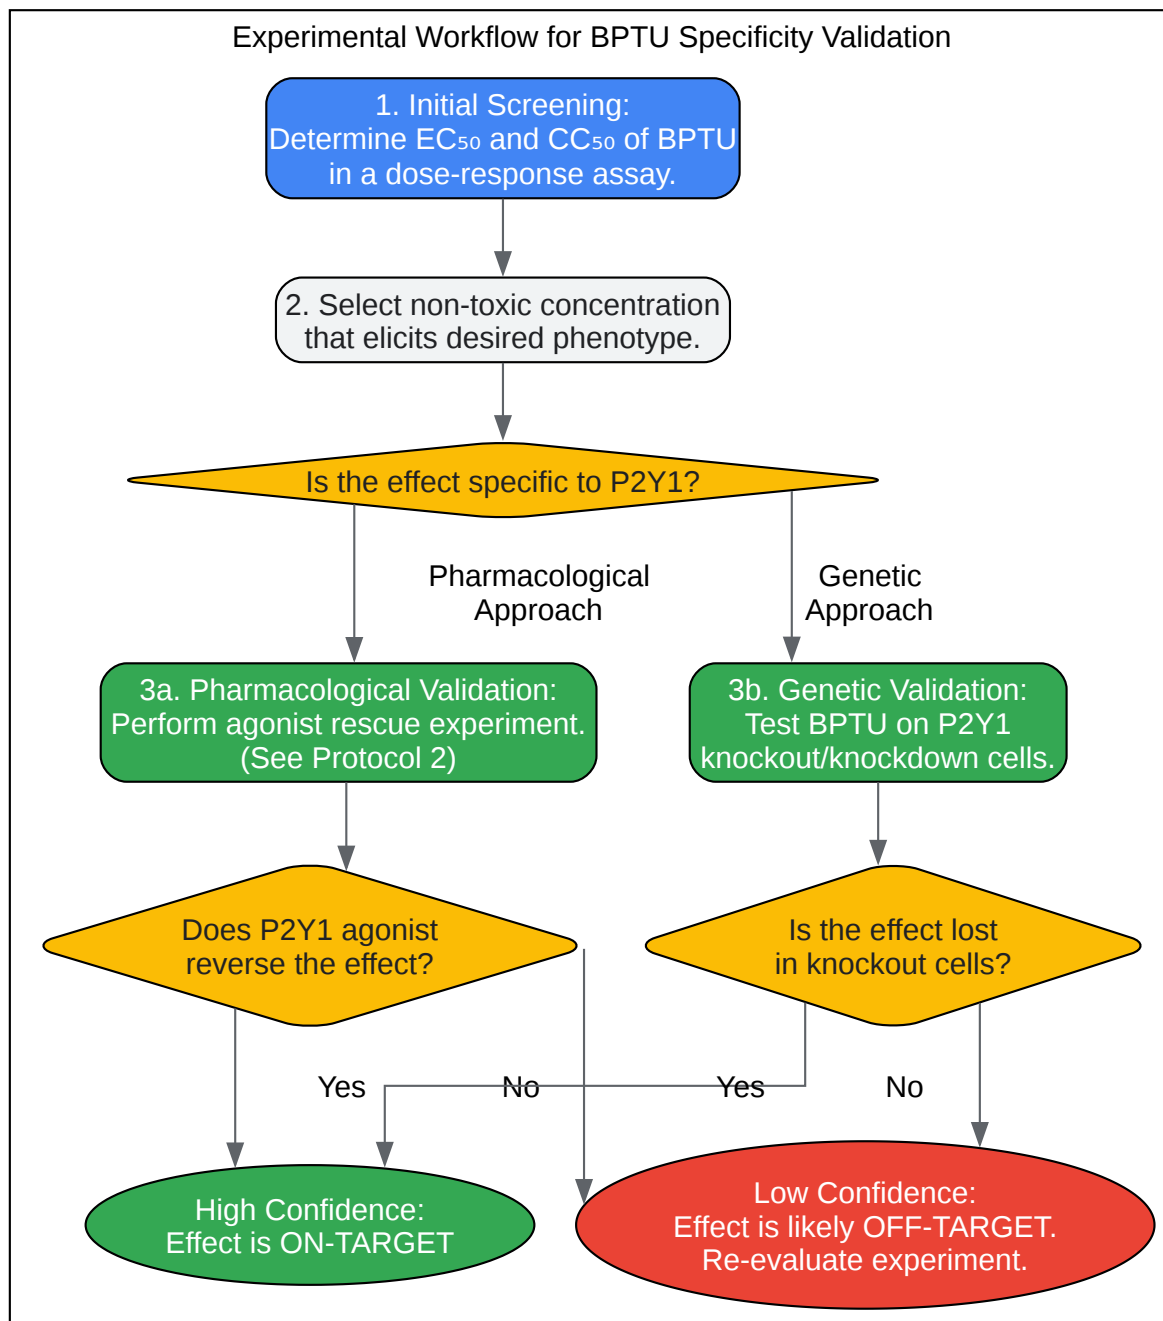 Experimental Workflow for BPTU Specificity Validation
1. Initial Screening:
Determine EC₅₀ and CC₅₀ of BPTU
in a dose-response assay.
2. Select non-toxic concentration
that elicits desired phenotype.
Is the effect specific to P2Y1?
Pharmacological
Approach
Genetic
Approach
3a. Pharmacological Validation:
Perform agonist rescue experiment.
(See Protocol 2)
3b. Genetic Validation:
Test BPTU on P2Y1
knockout/knockdown cells.
Does P2Y1 agonist
reverse the effect?
Is the effect lost
in knockout cells?
Yes
No
Yes
No
High Confidence:
Effect is ON-TARGET
Low Confidence:
Effect is likely OFF-TARGET.
Re-evaluate experiment.